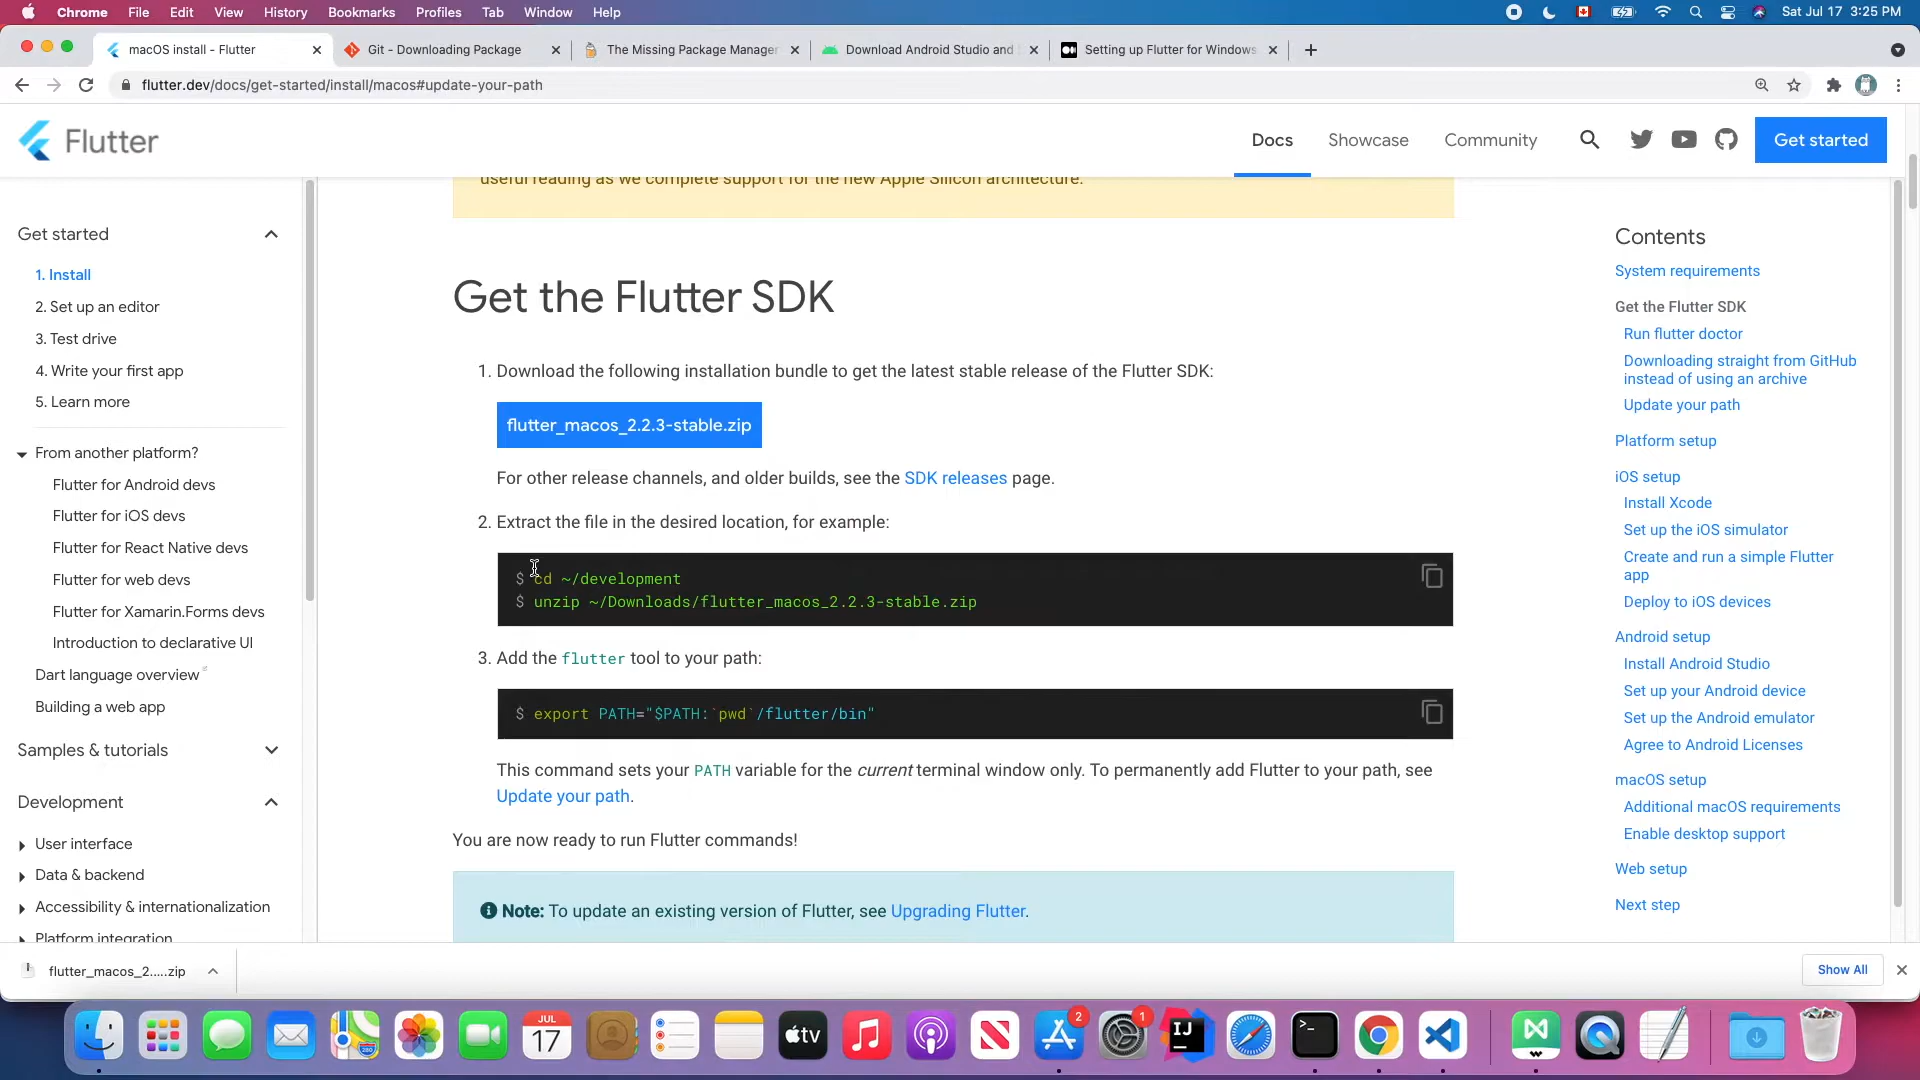 Chrome File Edit View History Bookmarks Profiles Tab Window Help Sat Jul 17 3:25 PM
macOS install - Flutter
Git - Downloading Package
The Missing Package Manager
Download Android Studio and
Setting up Flutter for Windows
flutter.dev/docs/get-started/install/macos#update-your-path
Flutter
Docs Showcase Community Get started
useful reading as we complete support for the new Apple Silicon architecture.
Get started
1. Install
2. Set up an editor
3. Test drive
4. Write your first app
5. Learn more
From another platform?
Flutter for Android devs
Flutter for iOS devs
Flutter for React Native devs
Flutter for web devs
Flutter for Xamarin.Forms devs
Introduction to declarative UI
Dart language overview
Building a web app
Samples & tutorials
Development
User interface
Data & backend
Accessibility & internationalization
Platform integration
Get the Flutter SDK
1. Download the following installation bundle to get the latest stable release of the Flutter SDK:
flutter_macos_2.2.3-stable.zip
For other release channels, and older builds, see the SDK releases page.
2. Extract the file in the desired location, for example:
$ cd ~/development
$ unzip ~/Downloads/flutter_macos_2.2.3-stable.zip
3. Add the flutter tool to your path:
$ export PATH="$PATH:`pwd`/flutter/bin"
This command sets your PATH variable for the current terminal window only. To permanently add Flutter to your path, see
Update your path.
You are now ready to run Flutter commands!
Note: To update an existing version of Flutter, see Upgrading Flutter.
Contents
System requirements
Get the Flutter SDK
Run flutter doctor
Downloading straight from GitHub
instead of using an archive
Update your path
Platform setup
iOS setup
Install Xcode
Set up the iOS simulator
Create and run a simple Flutter
app
Deploy to iOS devices
Android setup
Install Android Studio
Set up your Android device
Set up the Android emulator
Agree to Android Licenses
macOS setup
Additional macOS requirements
Enable desktop support
Web setup
Next step
flutter_macos_2.....zip
Show All
JUL
17
tv
2
1
IJ
>_